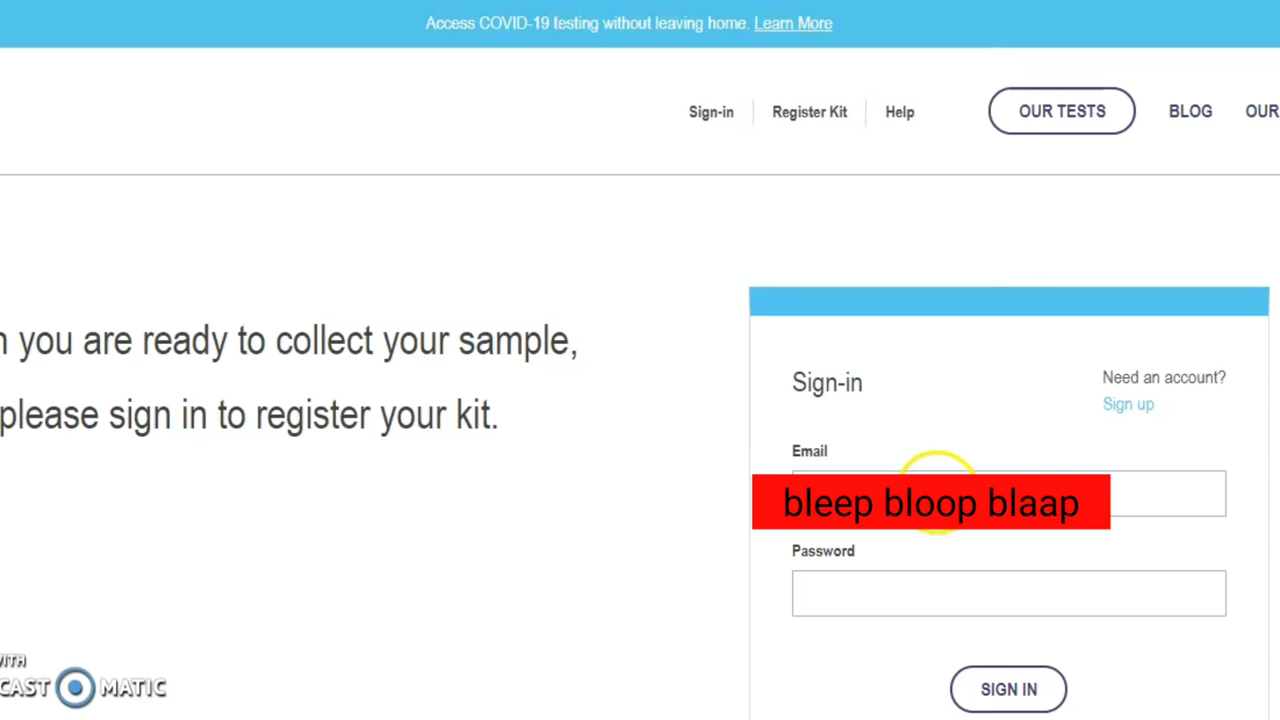 Access COVID-19 testing without leaving home. Learn More
Sign-in Register Kit Help OUR TESTS BLOG OUR
you are ready to collect your sample,
please sign in to register your kit.
Sign-in
Need an account?
Sign up
Email
bleep bloop blaap
Password
SIGN IN
WITH
CAST MATIC